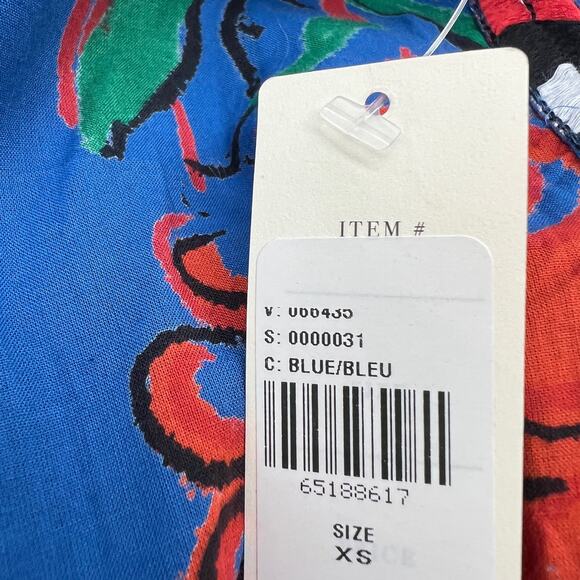 ITEM #
V: 066435
S: 0000031
C: BLUE/BLEU
65188617
SIZE
XS